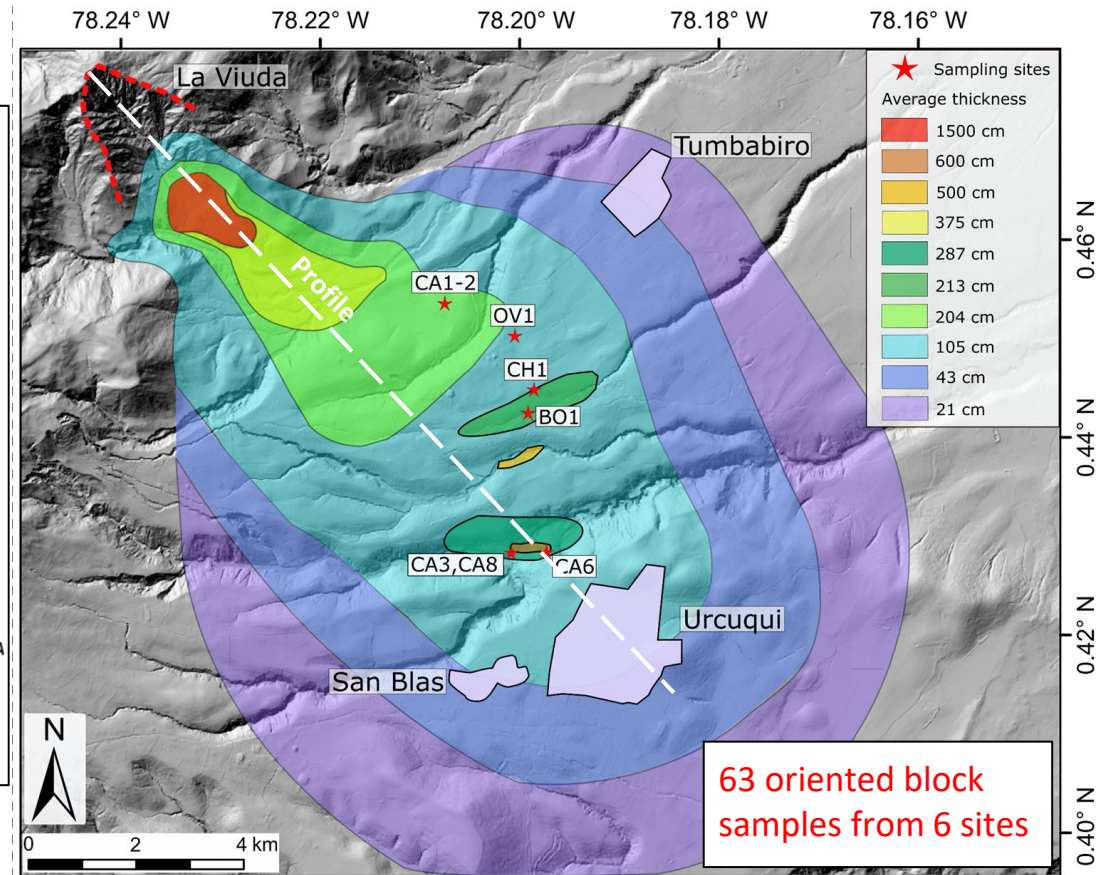 78.24° W
78.22° W
78.20° W
78.18° W
78.16° W
La Viuda
Tumbabiro
Sampling sites
Average thickness
1500 cm
600 cm
500 cm
375 cm
287 cm
213 cm
204 cm
105 cm
43 cm
21 cm
0.46° N
Profile
CA1-2
OV1
CH1
BO1
0.44° N
CA3,CA8
CA6
Urcuqui
0.42° N
San Blas
N
63 oriented block
samples from 6 sites
0.40° N
0 2 4 km